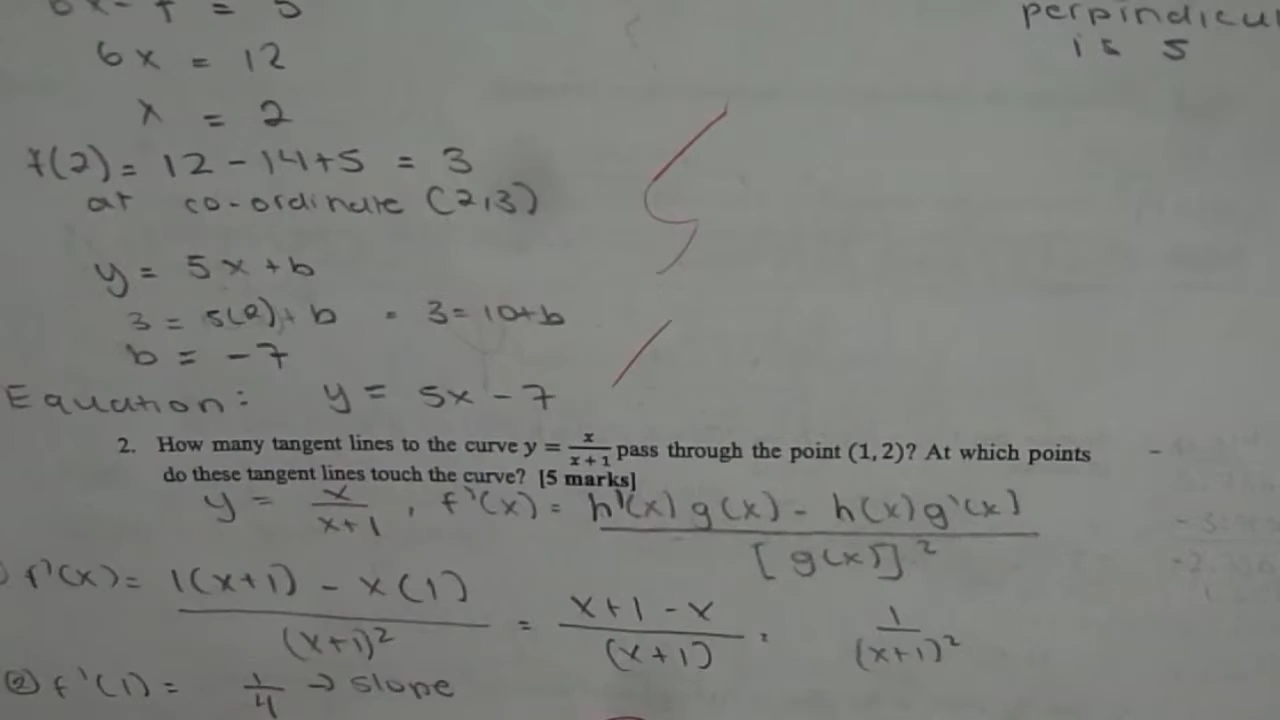 = 5
perpindicul
is 5
6x = 12
x = 2
f(2) = 12 - 14 + 5 = 3
at co-ordinate (2,3)
y = 5x + b
3 = 5(2) + b = 3 = 10 + b
b = -7
Equation: y = 5x - 7
2. How many tangent lines to the curve y = x/(x+1) pass through the point (1, 2)? At which points
do these tangent lines touch the curve? [5 marks]
y = x/(x+1), f'(x) = (h'(x)g(x) - h(x)g'(x))/[g(x)]²
f'(x) = (1(x+1) - x(1))/(x+1)² = (x+1-x)/(x+1) = 1/(x+1)²
② f'(1) = 1/4 → slope